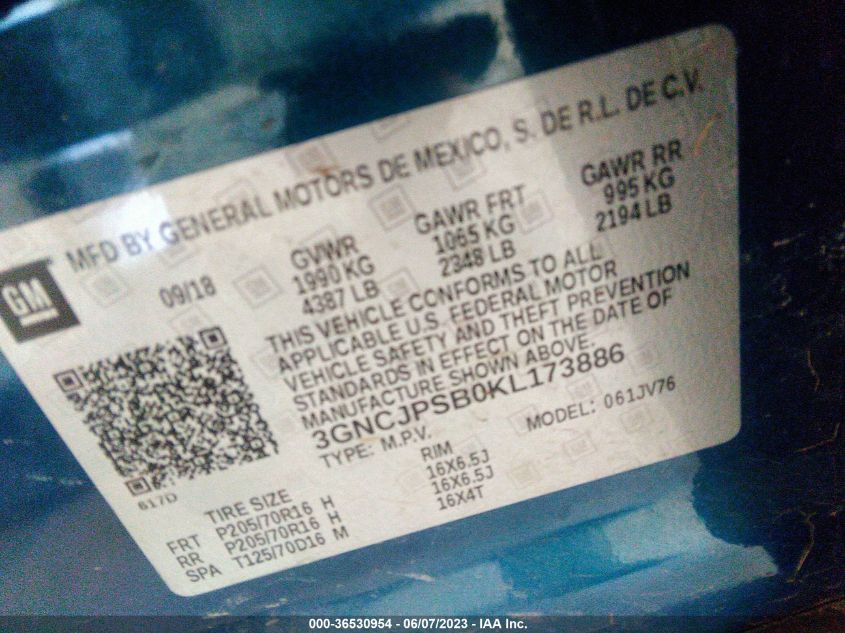 MFD BY GENERAL MOTORS DE MEXICO, S. DE R.L. DE C.V.
GM
09/18
GVWR
1990 KG
4387 LB
GAWR FRT
1065 KG
2348 LB
GAWR RR
995 KG
2194 LB
THIS VEHICLE CONFORMS TO ALL
APPLICABLE U.S. FEDERAL MOTOR
VEHICLE SAFETY AND THEFT PREVENTION
STANDARDS IN EFFECT ON THE DATE OF
MANUFACTURE SHOWN ABOVE.
3GNCJPSB0KL173886
TYPE: M.P.V. MODEL: 061JV76
617D
TIRE SIZE RIM
FRT P205/70R16 H 16X6.5J
RR P205/70R16 H 16X6.5J
SPA T125/70D16 M 16X4T
000-36530954 - 06/07/2023 - IAA Inc.